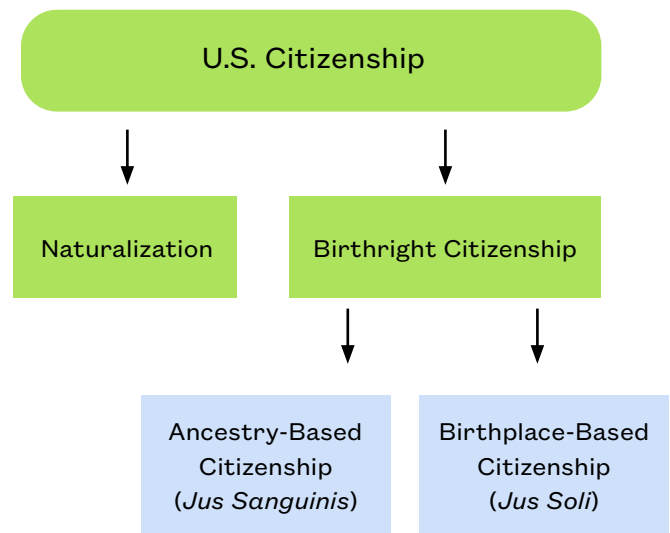 U.S. Citizenship
Naturalization
Birthright Citizenship
Ancestry-Based
Citizenship
(Jus Sanguinis)
Birthplace-Based
Citizenship
(Jus Soli)